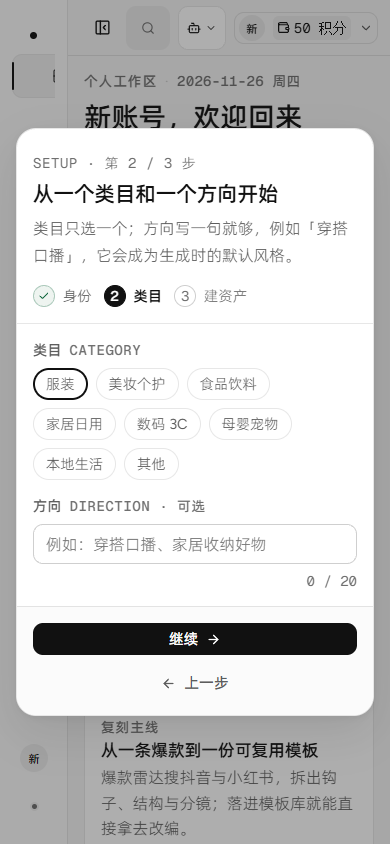 新
50 积分
个人工作区 · 2026-11-26 周四
新账号，欢迎回来
SETUP · 第 2 / 3 步
从一个类目和一个方向开始
类目只选一个；方向写一句就够，例如「穿搭
口播」，它会成为生成时的默认风格。
身份 2 类目 3 建资产
类目 CATEGORY
服装 美妆个护 食品饮料
家居日用 数码 3C 母婴宠物
本地生活 其他
方向 DIRECTION · 可选
例如：穿搭口播、家居收纳好物
0 / 20
继续 →
← 上一步
复刻主线
新
从一条爆款到一份可复用模板
爆款雷达搜抖音与小红书，拆出钩
子、结构与分镜；落进模板库就能直
接拿去改编。